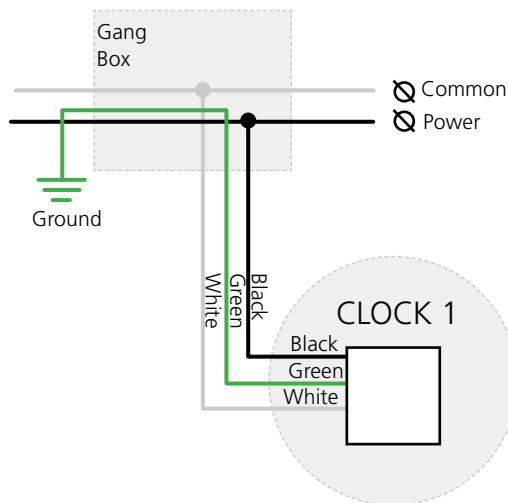 Gang
Box
Common
Power
Ground
White
Green
Black
CLOCK 1
Black
Green
White